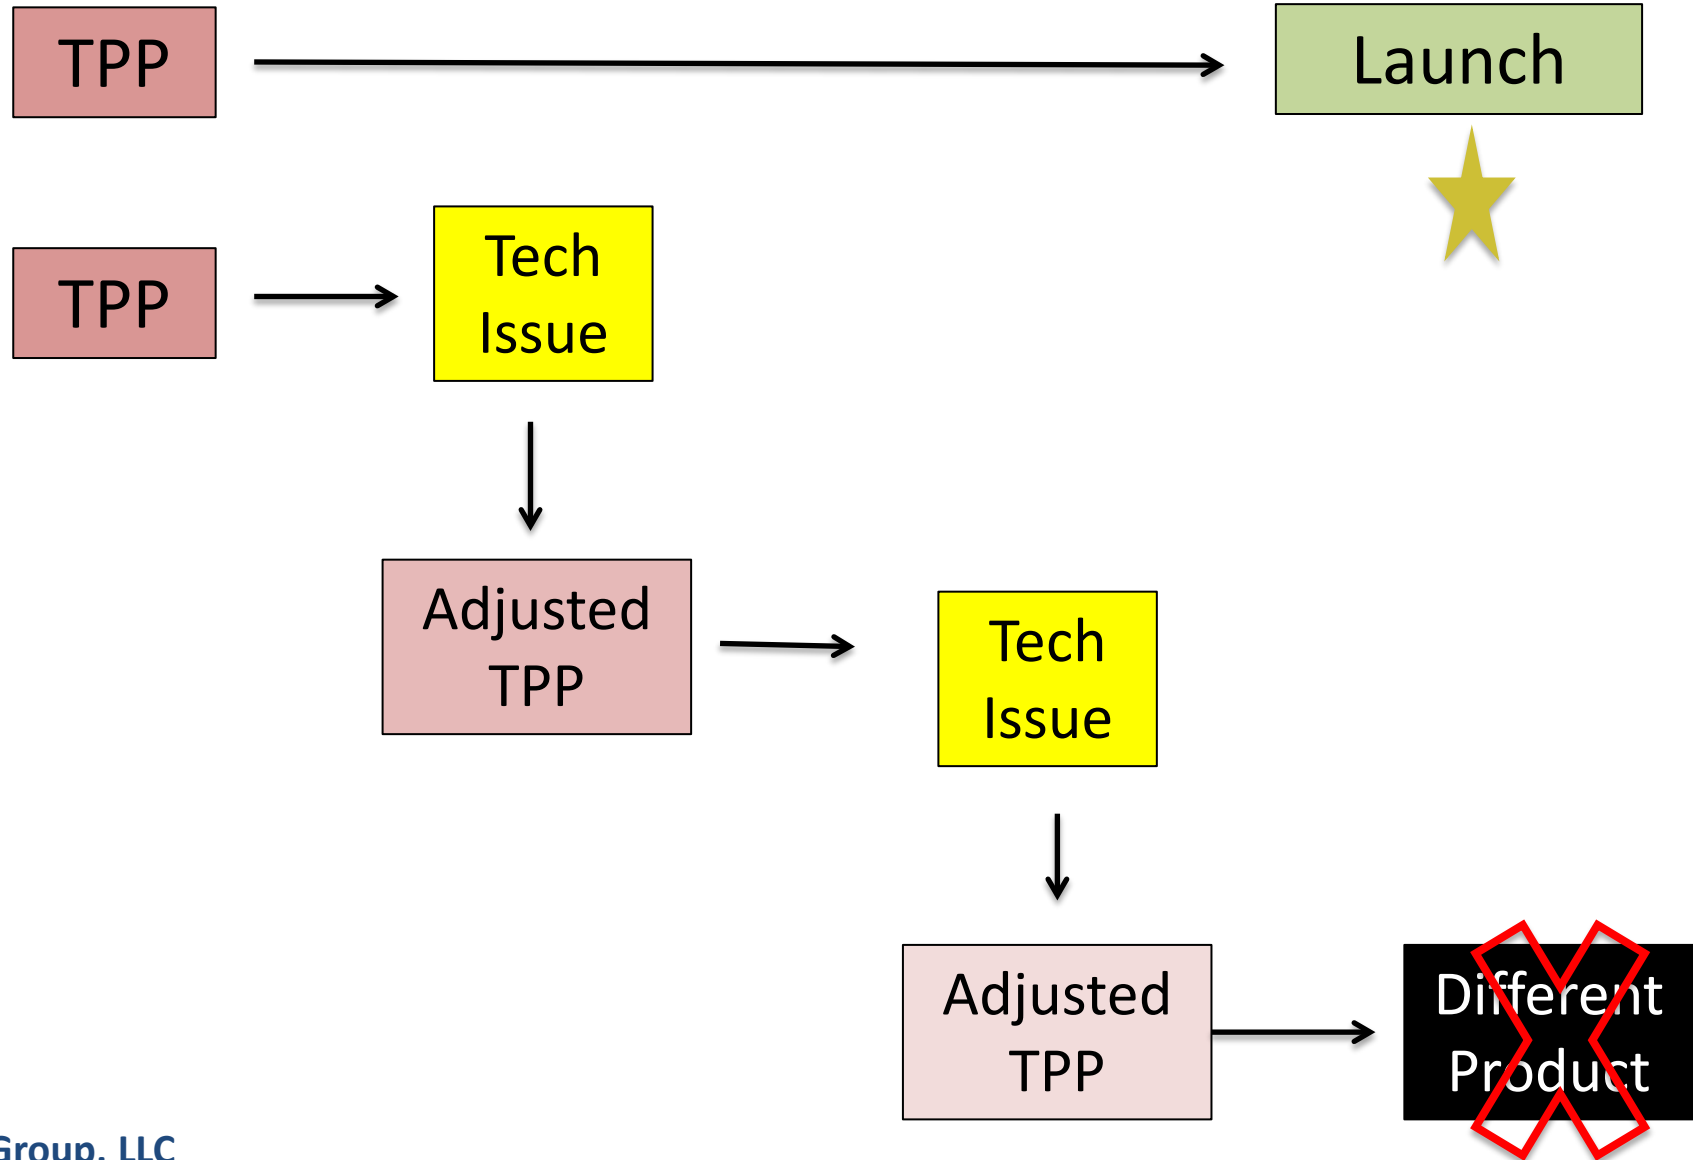 TPP
Launch
TPP
Tech
Issue
Adjusted
TPP
Tech
Issue
Adjusted
TPP
Different
Product
Group, LLC